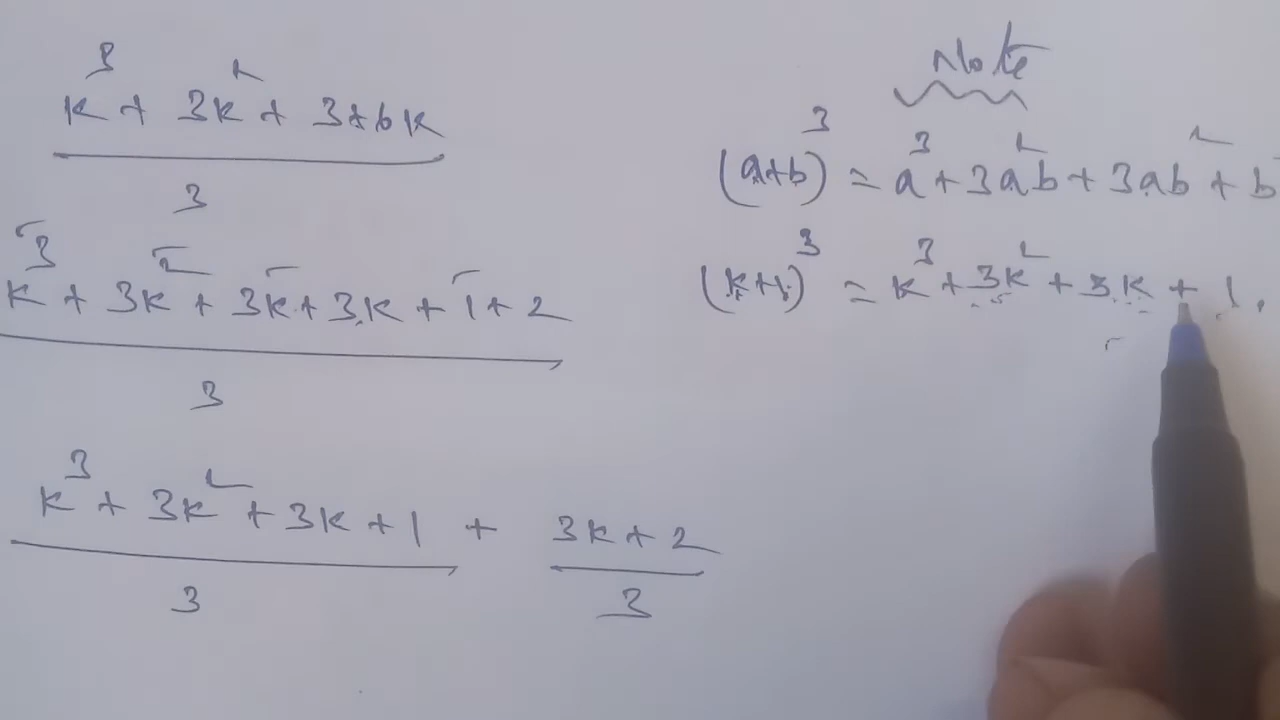 k³ + 3k² + 3 + 6k
3
k³ + 3k² + 3k + 3k + 1 + 2
3
k³ + 3k² + 3k + 1 + 3k + 2
3 3
Note
(a+b)³ = a³ + 3a²b + 3ab² + b
(k+1)³ = k³ + 3k² + 3k + 1.